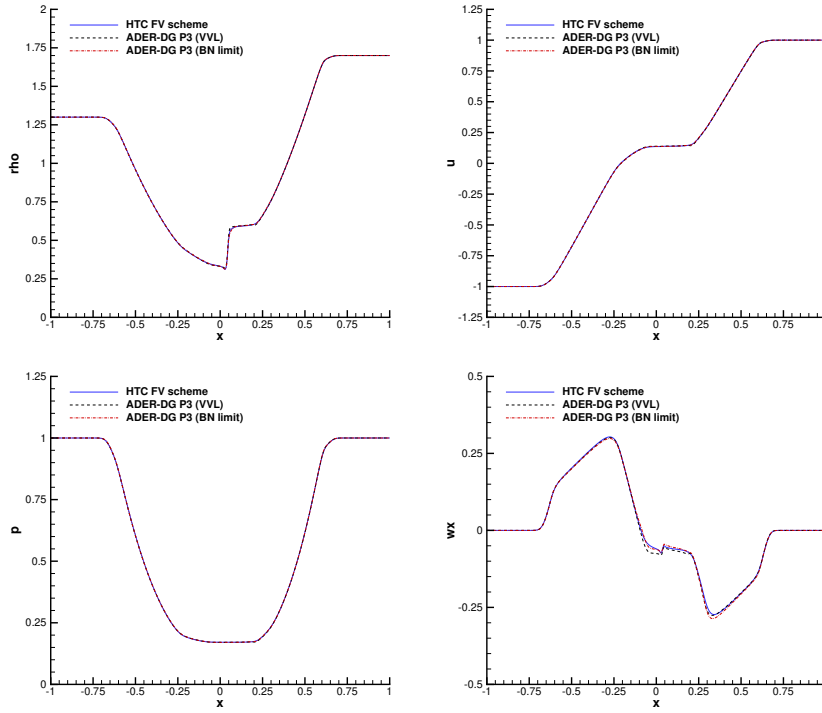 HTC FV scheme
ADER-DG P3 (VVL)
ADER-DG P3 (BN limit)
rho
2
1.75
1.5
1.25
1
0.75
0.5
0.25
0
-1 -0.75 -0.5 -0.25 0 0.25 0.5 0.75 1
x
HTC FV scheme
ADER-DG P3 (VVL)
ADER-DG P3 (BN limit)
u
1.25
1
0.75
0.5
0.25
0
-0.25
-0.5
-0.75
-1
-1.25
-1 -0.75 -0.5 -0.25 0 0.25 0.5 0.75
x
HTC FV scheme
ADER-DG P3 (VVL)
ADER-DG P3 (BN limit)
p
1.25
1
0.75
0.5
0.25
0
-1 -0.75 -0.5 -0.25 0 0.25 0.5 0.75 1
x
HTC FV scheme
ADER-DG P3 (VVL)
ADER-DG P3 (BN limit)
wx
0.5
0.25
0
-0.25
-0.5
-1 -0.75 -0.5 -0.25 0 0.25 0.5 0.75
x